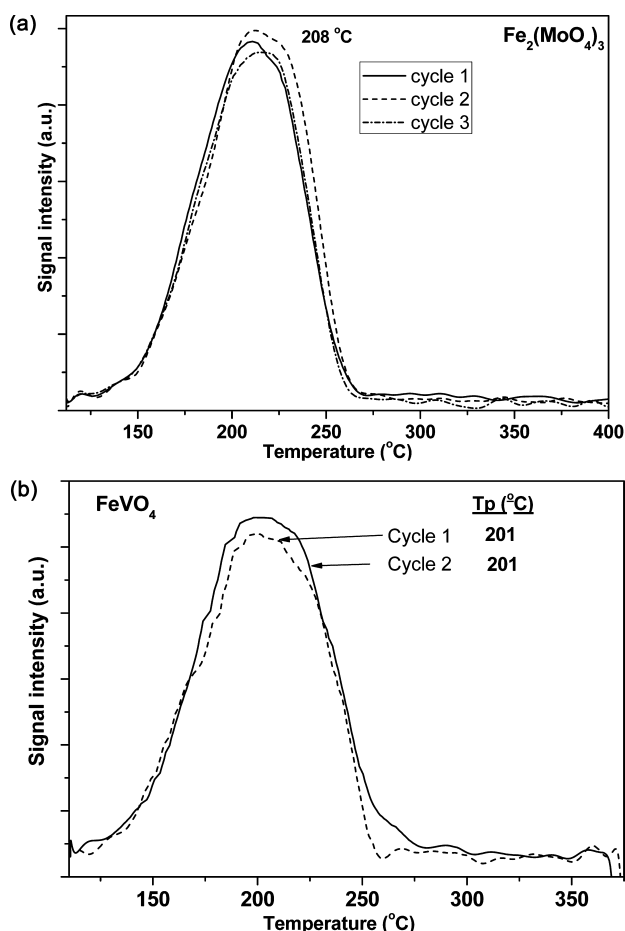 (a)
208 °C
Fe₂(MoO₄)₃
cycle 1
cycle 2
cycle 3
Signal intensity (a.u.)
150 200 250 300 350 400
Temperature (°C)
(b)
FeVO₄
Tp (ºC)
Cycle 1 201
Cycle 2 201
Signal intensity (a.u.)
150 200 250 300 350
Temperature (°C)